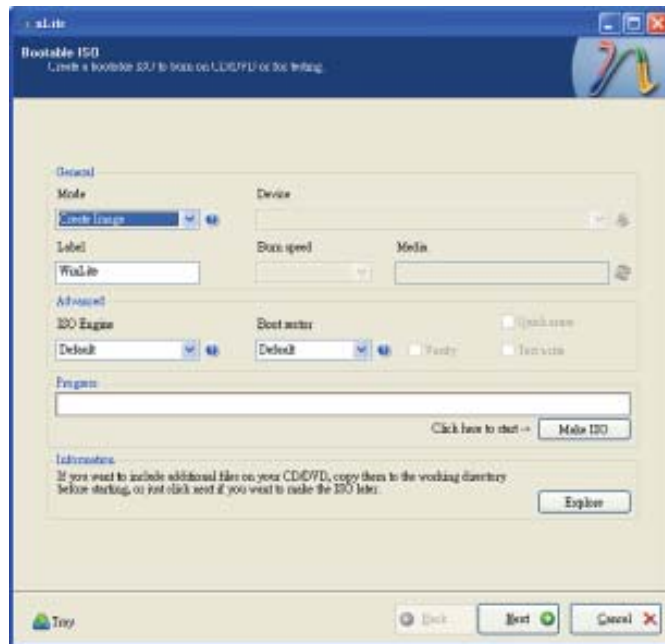 nLite
Bootable ISO
Create a bootable ISO to burn on CD/DVD or for testing.
General
Mode
Device
Create Image
Label
Burn speed
Media
WinLite
Advanced
ISO Engine
Boot sector
Quick erase
Default
Default
Verify
Test write
Progress
Click here to start -> Make ISO
Information
If you want to include additional files on your CD/DVD, copy them to the working directory
before starting, or just click next if you want to make the ISO later.
Explore
Tray
Back
Next
Cancel